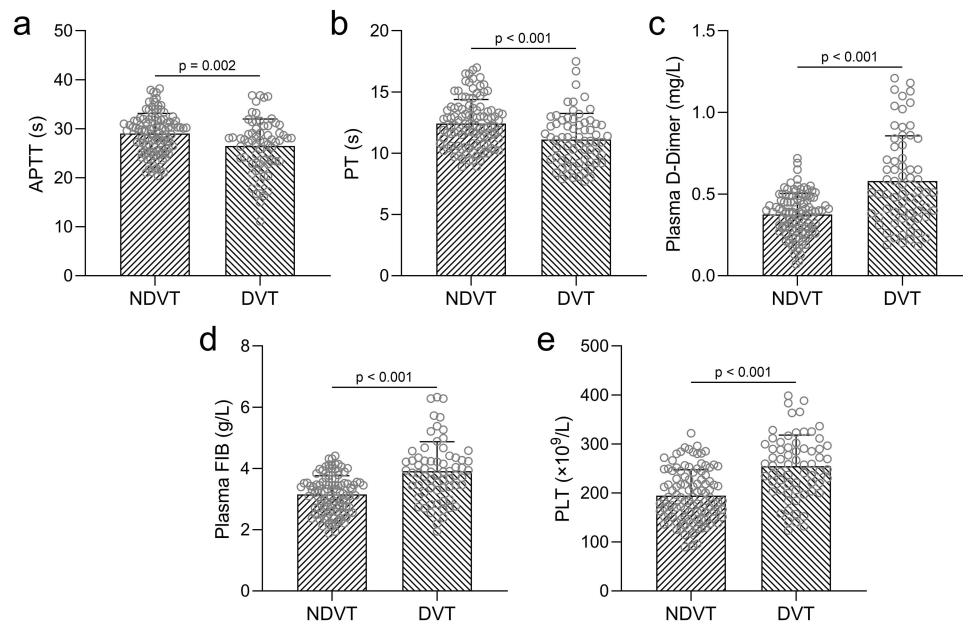 a
50
40
30
20
10
0
APTT (s)
p = 0.002
NDVT DVT
b
20
15
10
5
0
PT (s)
p < 0.001
NDVT DVT
c
1.5
1.0
0.5
0.0
Plasma D-Dimer (mg/L)
p < 0.001
NDVT DVT
d
8
6
4
2
0
Plasma FIB (g/L)
p < 0.001
NDVT DVT
e
500
400
300
200
100
0
PLT (×10⁹/L)
p < 0.001
NDVT DVT